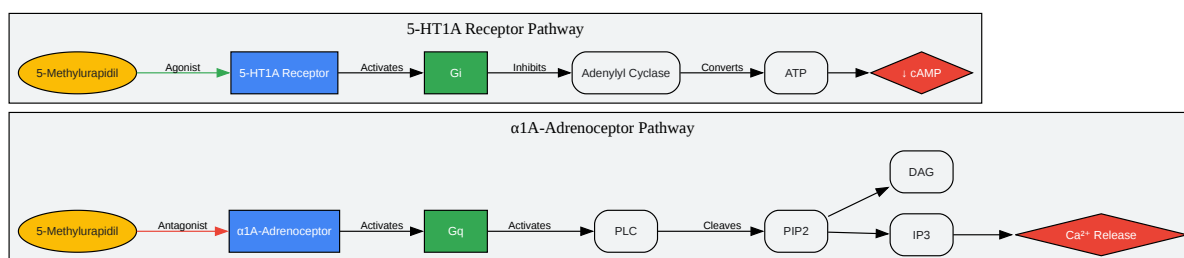 5-HT1A Receptor Pathway
5-Methylurapidil
Agonist
5-HT1A Receptor
Activates
Gi
Inhibits
Adenylyl Cyclase
Converts
ATP
↓ cAMP
α1A-Adrenoceptor Pathway
DAG
5-Methylurapidil
Antagonist
α1A-Adrenoceptor
Activates
Gq
Activates
PLC
Cleaves
PIP2
IP3
Ca²⁺ Release